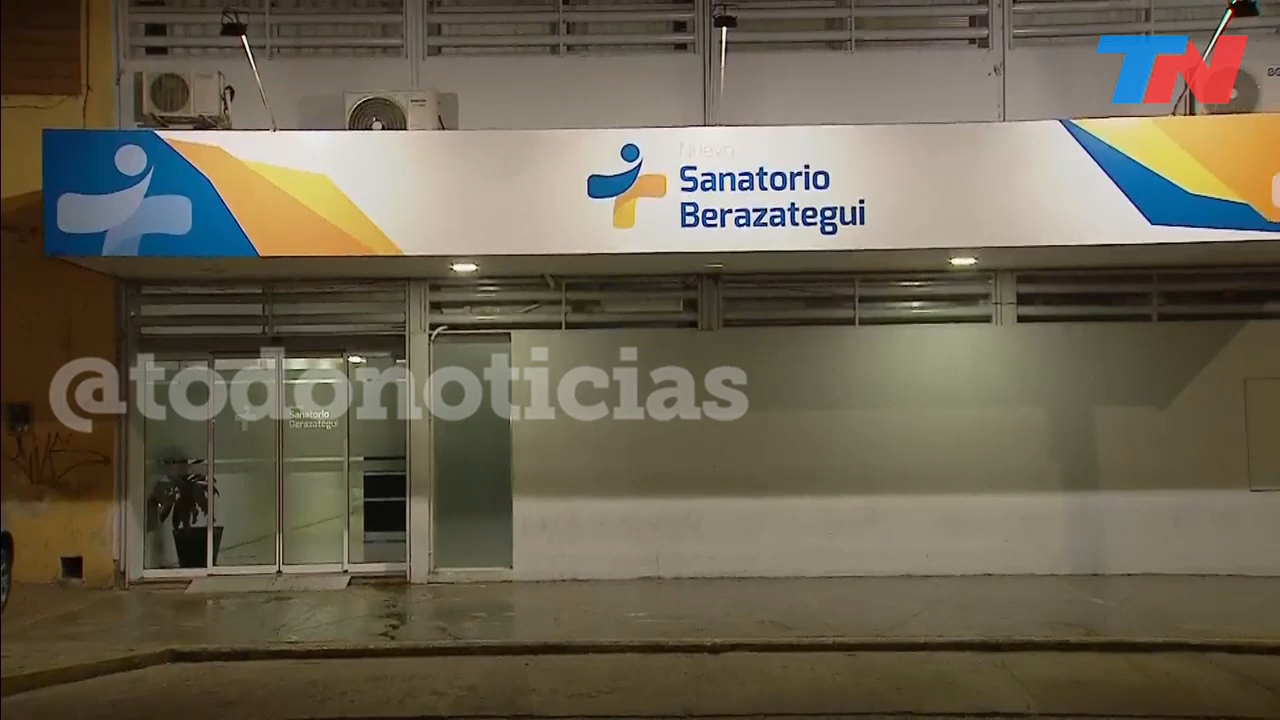 TN
Nuevo
Sanatorio
Berazategui
@todonoticias
Sanatorio
Berazategui